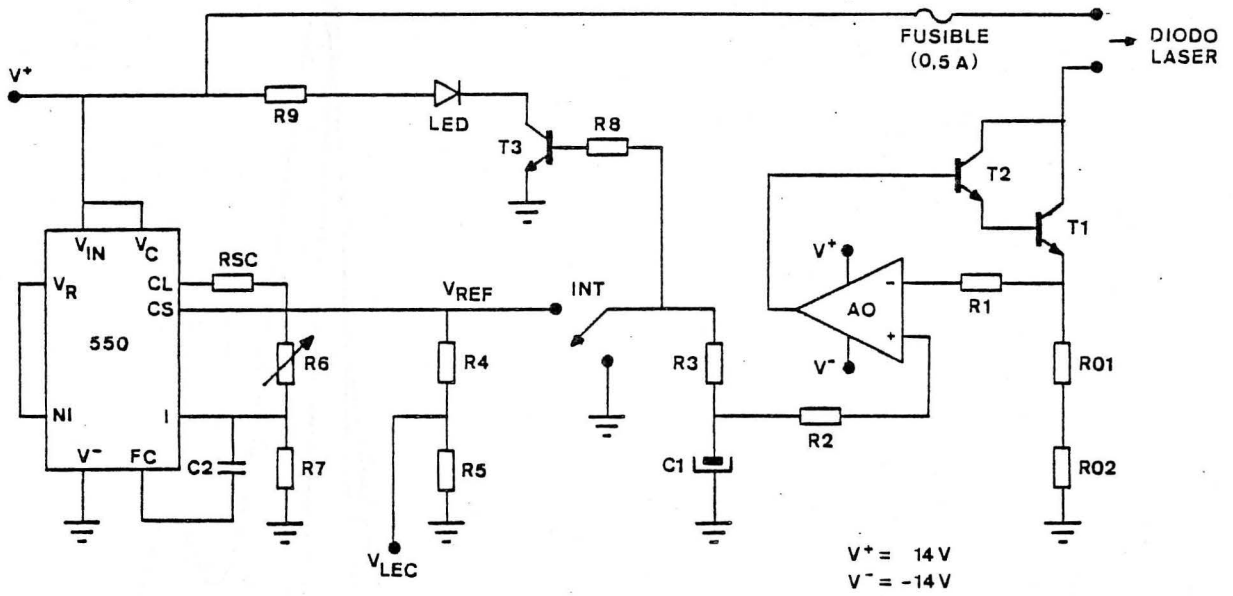 FUSIBLE
(0,5 A)
DIODO
LASER
V+
R9
LED
T3
R8
T2
T1
VIN
VC
VR
CL
CS
RSC
VREF
INT
V+
AO
-
+
V-
R1
550
R6
R4
R3
R01
NI
I
R2
V-
FC
C2
R7
R5
C1
R02
VLEC
V+ = 14 V
V- = -14 V